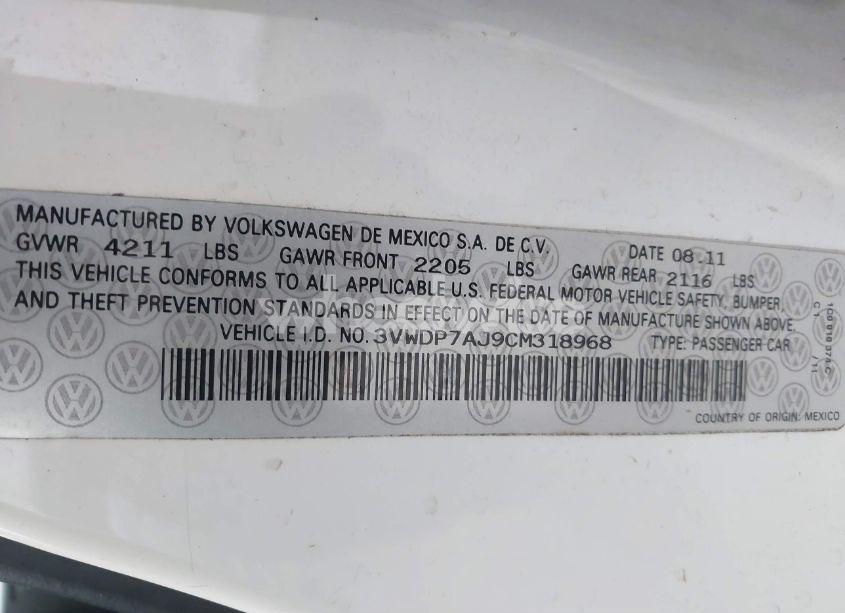 MANUFACTURED BY VOLKSWAGEN DE MEXICO S.A. DE C.V. DATE 08.11
GVWR 4211 LBS GAWR FRONT 2205 LBS GAWR REAR 2116 LBS
THIS VEHICLE CONFORMS TO ALL APPLICABLE U.S. FEDERAL MOTOR VEHICLE SAFETY, BUMPER,
AND THEFT PREVENTION STANDARDS IN EFFECT ON THE DATE OF MANUFACTURE SHOWN ABOVE.
VEHICLE I.D. NO. 3VWDP7AJ9CM318968 TYPE: PASSENGER CAR
COUNTRY OF ORIGIN: MEXICO